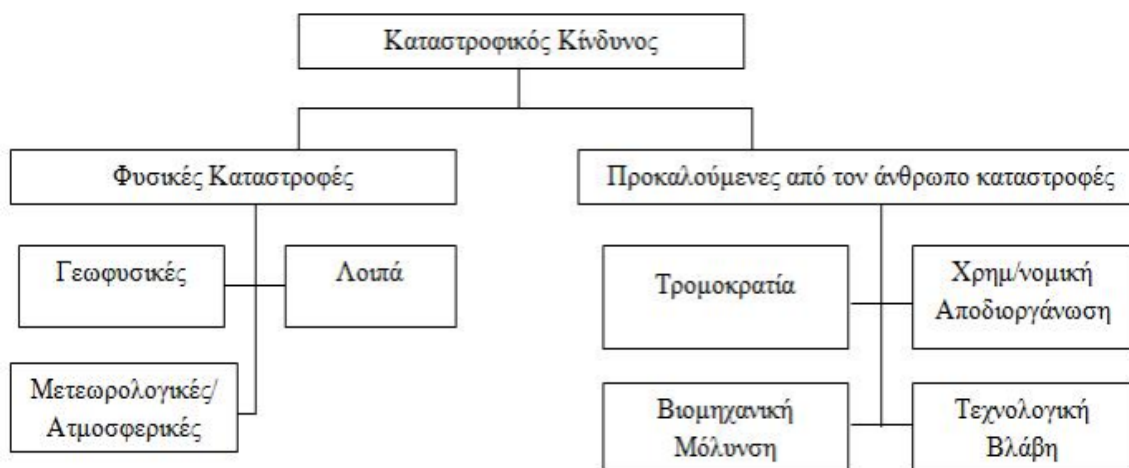 Καταστροφικός Κίνδυνος
Φυσικές Καταστροφές
Προκαλούμενες από τον άνθρωπο καταστροφές
Γεωφυσικές
Λοιπά
Μετεωρολογικές/
Ατμοσφερικές
Τρομοκρατία
Χρημ/νομική
Αποδιοργάνωση
Βιομηχανική
Μόλυνση
Τεχνολογική
Βλάβη